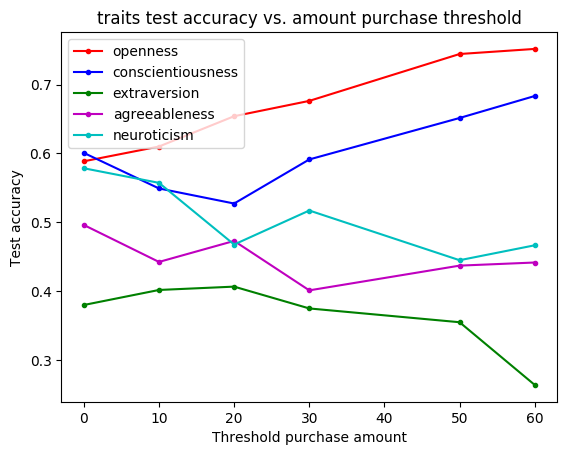 traits test accuracy vs. amount purchase threshold
openness
conscientiousness
extraversion
agreeableness
neuroticism
0.7
0.6
0.5
0.4
0.3
Test accuracy
0 10 20 30 40 50 60
Threshold purchase amount